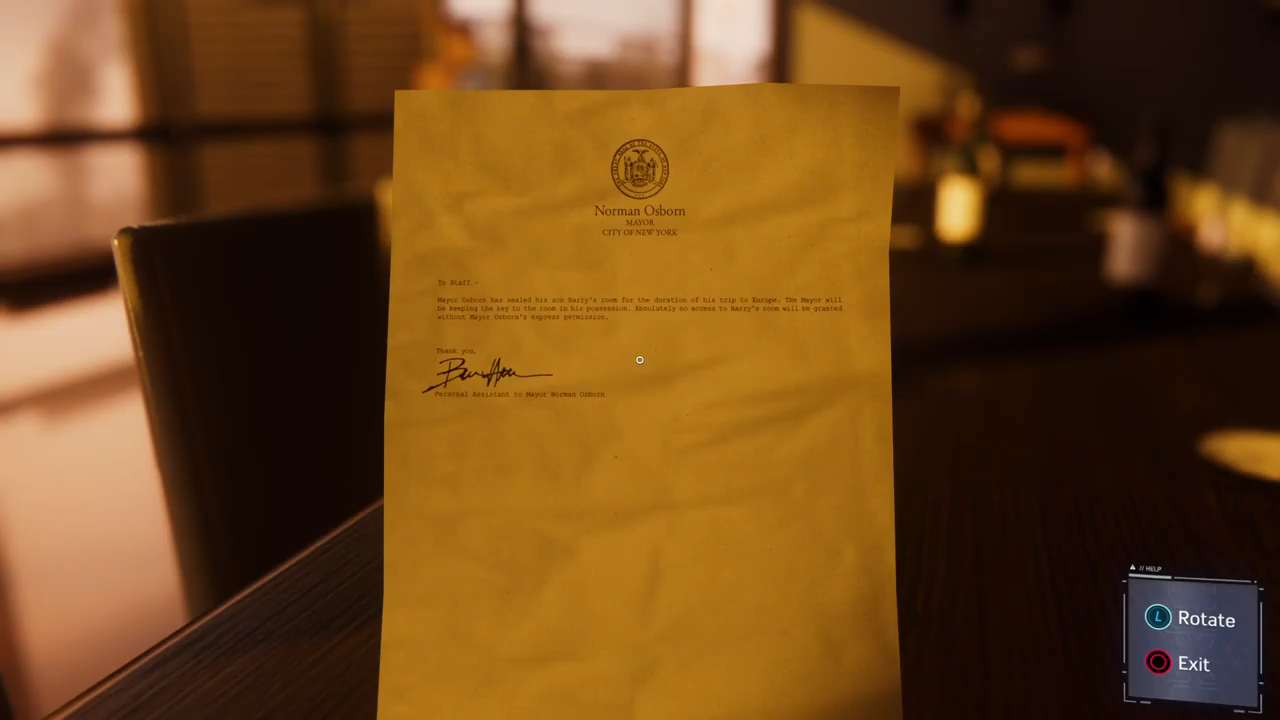 Norman Osborn
MAYOR
CITY OF NEW YORK
To Staff -
Mayor Osborn has sealed his son Harry's room for the duration of his trip to Europe. The Mayor will
be keeping the key to the room in his possession. Absolutely no access to Harry's room will be granted
without Mayor Osborn's express permission.
Thank you,
Personal Assistant to Mayor Norman Osborn
// HELP
L Rotate
Exit